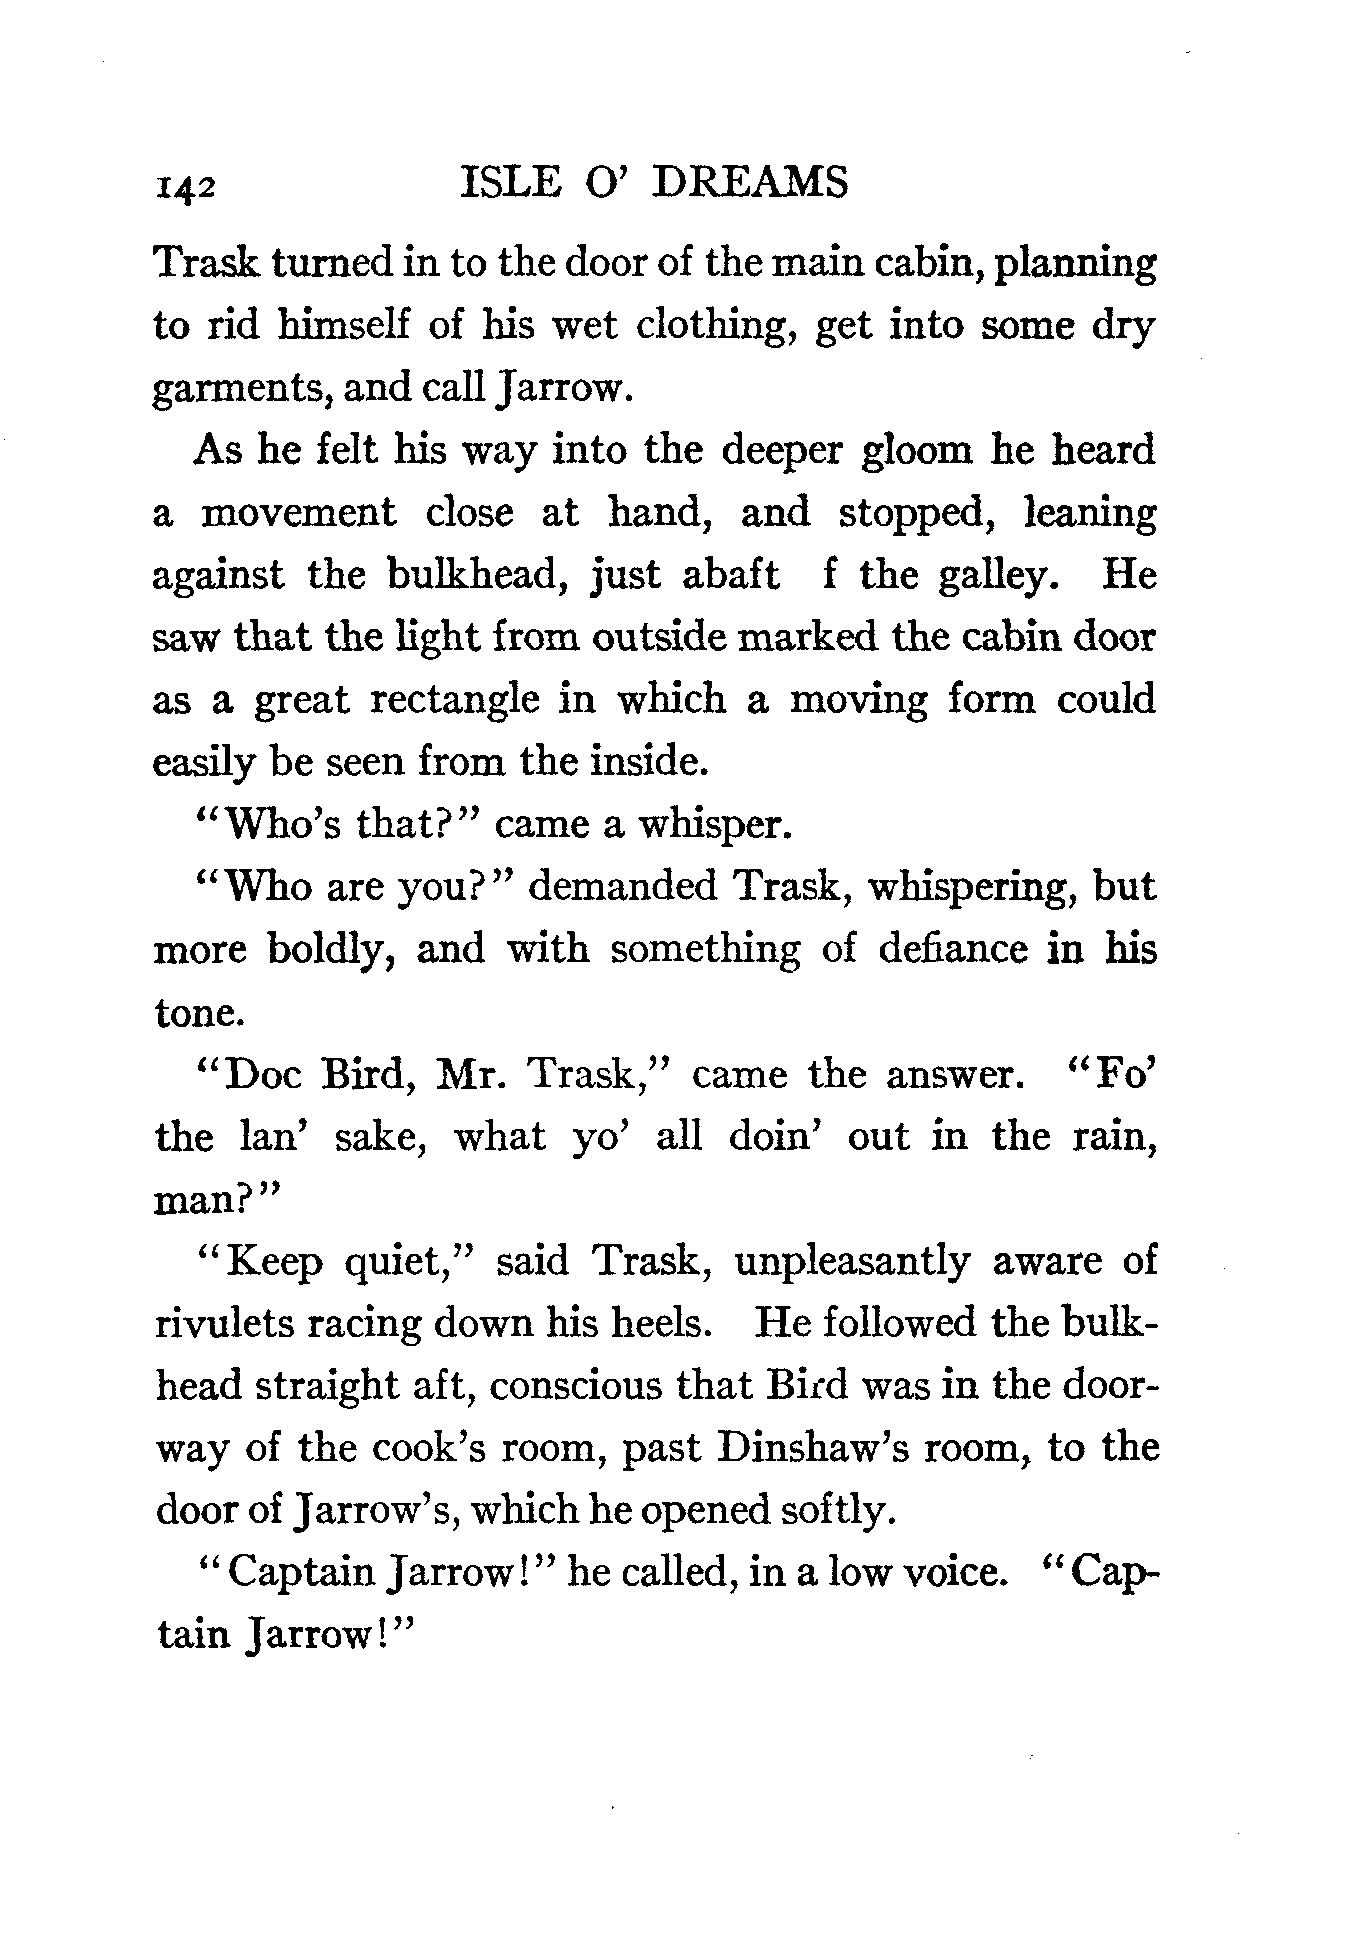 142 ISLE O' DREAMS
Trask turned in to the door of the main cabin, planning
to rid himself of his wet clothing, get into some dry
garments, and call Jarrow.
As he felt his way into the deeper gloom he heard
a movement close at hand, and stopped, leaning
against the bulkhead, just abaft f the galley. He
saw that the light from outside marked the cabin door
as a great rectangle in which a moving form could
easily be seen from the inside.
"Who's that?" came a whisper.
"Who are you?" demanded Trask, whispering, but
more boldly, and with something of defiance in his
tone.
"Doc Bird, Mr. Trask," came the answer. "Fo'
the lan' sake, what yo' all doin' out in the rain,
man?"
"Keep quiet," said Trask, unpleasantly aware of
rivulets racing down his heels. He followed the bulk-
head straight aft, conscious that Bird was in the door-
way of the cook's room, past Dinshaw's room, to the
door of Jarrow's, which he opened softly.
"Captain Jarrow!" he called, in a low voice. "Cap-
tain Jarrow!"